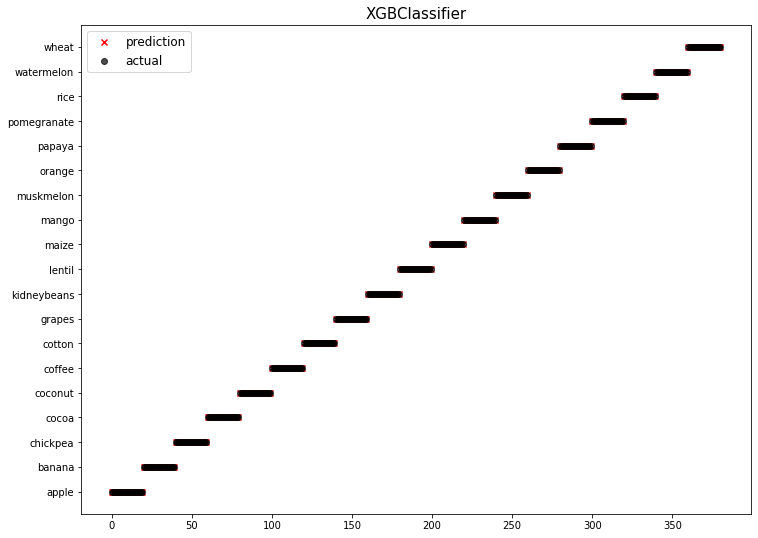 XGBClassifier
prediction
actual
wheat
watermelon
rice
pomegranate
papaya
orange
muskmelon
mango
maize
lentil
kidneybeans
grapes
cotton
coffee
coconut
cocoa
chickpea
banana
apple
0 50 100 150 200 250 300 350